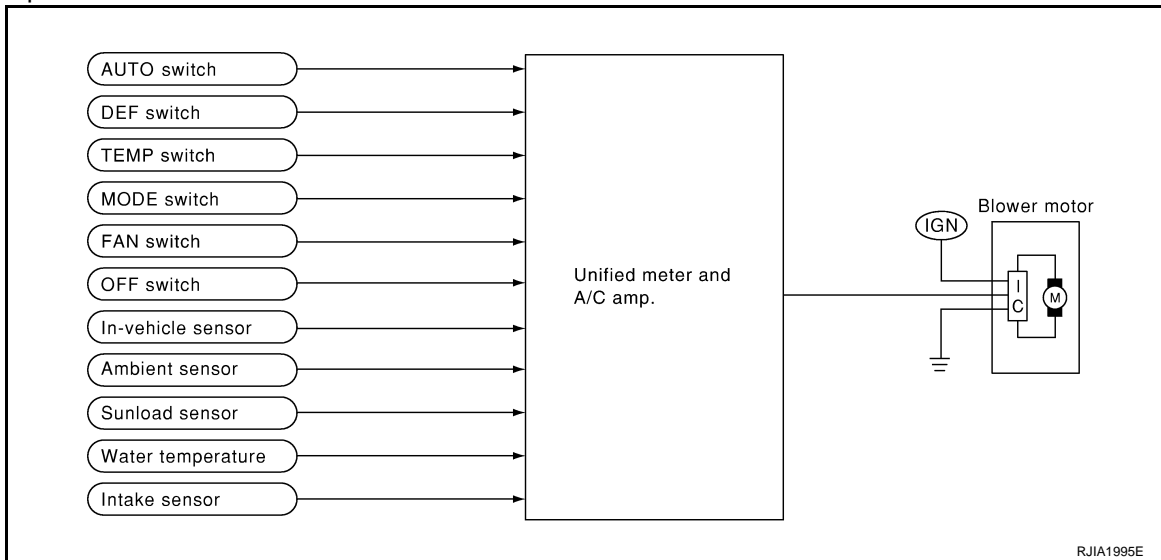 AUTO switch
DEF switch
TEMP switch
MODE switch
FAN switch
OFF switch
In-vehicle sensor
Ambient sensor
Sunload sensor
Water temperature
Intake sensor
Unified meter and
A/C amp.
Blower motor
IGN
I
C
M
RJIA1995E